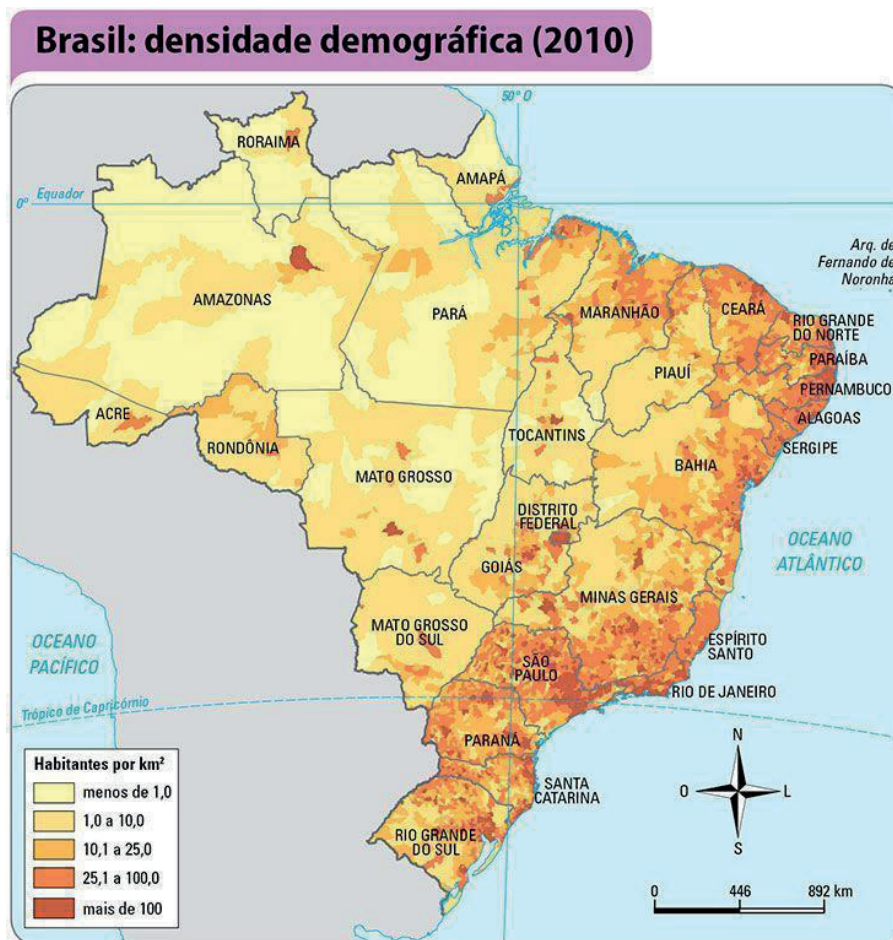 Brasil: densidade demográfica (2010)
50° O
RORAIMA
AMAPÁ
Equador
0°
Arq. de
Fernando de
Noronha
AMAZONAS
PARÁ
MARANHÃO
CEARÁ
RIO GRANDE
DO NORTE
PARAÍBA
PIAUÍ
PERNAMBUCO
ACRE
ALAGOAS
TOCANTINS
SERGIPE
RONDÔNIA
BAHIA
MATO GROSSO
DISTRITO
FEDERAL
OCEANO
ATLÂNTICO
GOIÁS
MINAS GERAIS
MATO GROSSO
DO SUL
ESPÍRITO
SANTO
OCEANO
PACÍFICO
SÃO
PAULO
RIO DE JANEIRO
Trópico de Capricórnio
PARANÁ
SANTA
CATARINA
RIO GRANDE
DO SUL
N
O
L
S
Habitantes por km²
menos de 1,0
1,0 a 10,0
10,1 a 25,0
25,1 a 100,0
mais de 100
0 446 892 km